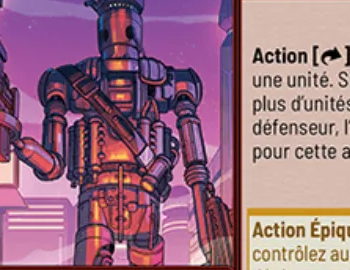 Action [
une unité. S
plus d'unités
défenseur, l'
pour cette a
Action Épiqu
contrôlez au